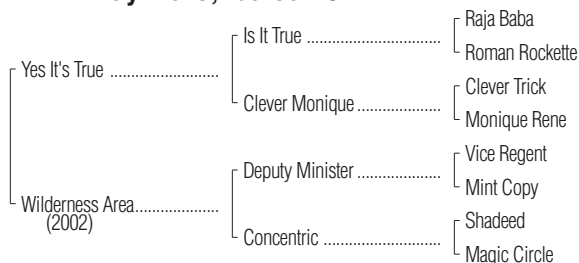 Raja Baba
Is It True
Roman Rockette
Yes It's True
Clever Trick
Clever Monique
Monique Rene
Vice Regent
Deputy Minister
Mint Copy
Wilderness Area
(2002)
Shadeed
Concentric
Magic Circle